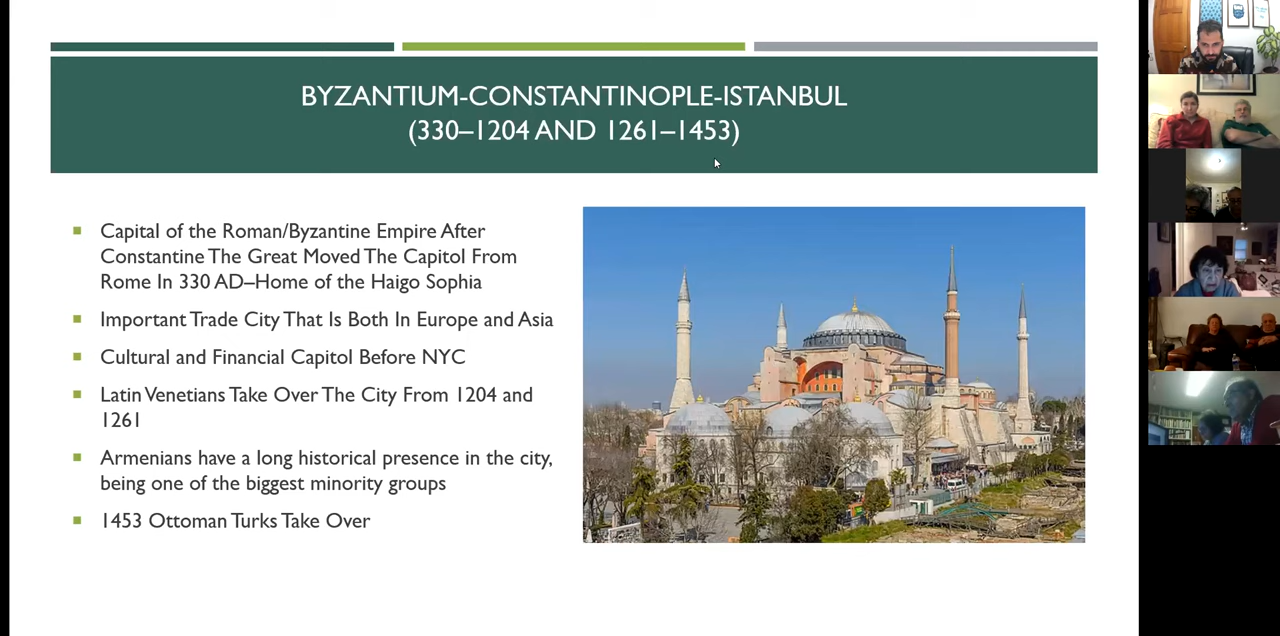 BYZANTIUM-CONSTANTINOPLE-ISTANBUL
(330–1204 AND 1261–1453)
Capital of the Roman/Byzantine Empire After
Constantine The Great Moved The Capitol From
Rome In 330 AD–Home of the Haigo Sophia
Important Trade City That Is Both In Europe and Asia
Cultural and Financial Capitol Before NYC
Latin Venetians Take Over The City From 1204 and
1261
Armenians have a long historical presence in the city,
being one of the biggest minority groups
1453 Ottoman Turks Take Over